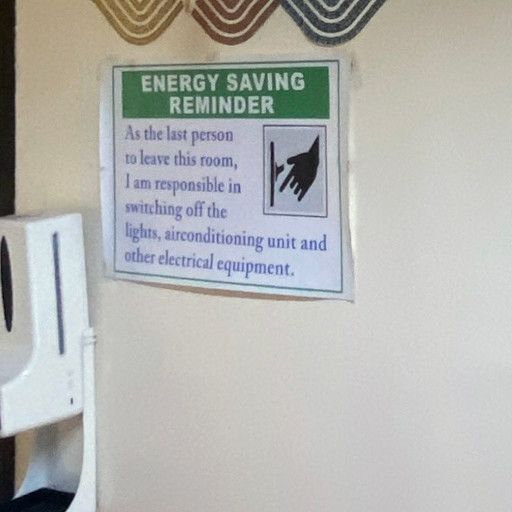 ENERGY SAVING
REMINDER
As the last person
to leave this room,
I am responsible in
switching off the
lights, airconditioning unit and
other electrical equipment.